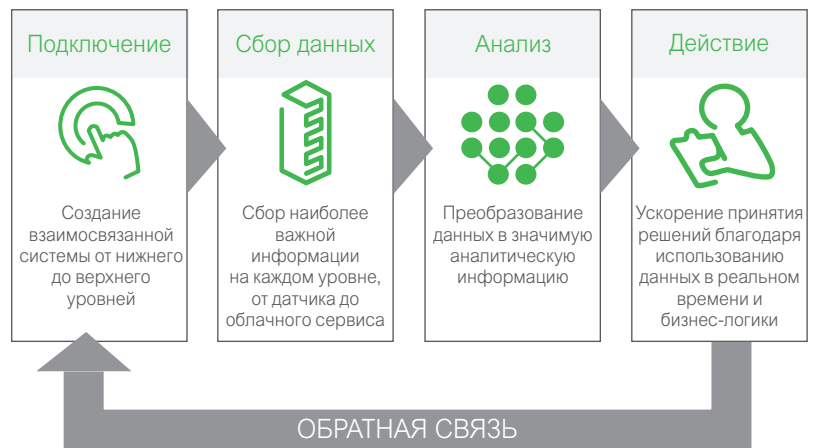 Подключение
Создание
взаимосвязанной
системы от нижнего
до верхнего
уровней
Сбор данных
Сбор наиболее
важной
информации
на каждом уровне,
от датчика до
облачного сервиса
Анализ
Преобразование
данных в значимую
аналитическую
информацию
Действие
Ускорение принятия
решений благодаря
использованию
данных в реальном
времени и
бизнес-логики
ОБРАТНАЯ СВЯЗЬ